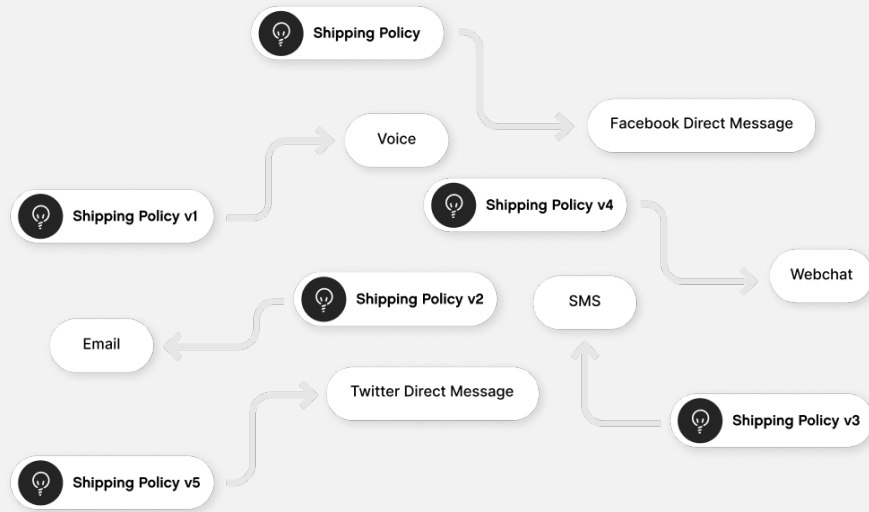 Shipping Policy
Facebook Direct Message
Voice
Shipping Policy v1
Shipping Policy v4
Webchat
Shipping Policy v2
SMS
Email
Twitter Direct Message
Shipping Policy v3
Shipping Policy v5